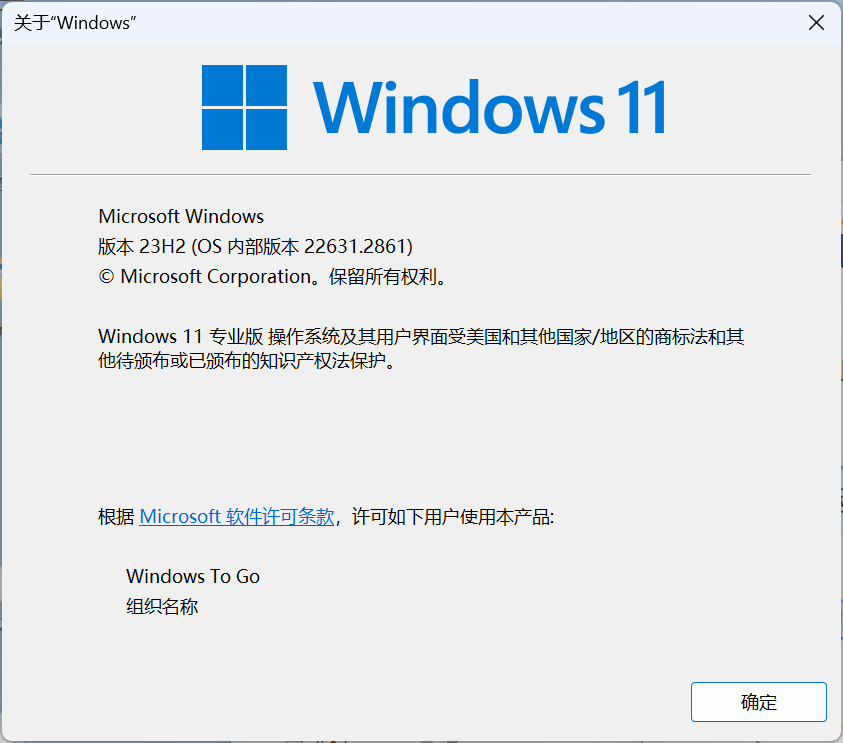 关于“Windows”
Windows 11
Microsoft Windows
版本 23H2 (OS 内部版本 22631.2861)
© Microsoft Corporation。保留所有权利。
Windows 11 专业版 操作系统及其用户界面受美国和其他国家/地区的商标法和其
他待颁布或已颁布的知识产权法保护。
根据 Microsoft 软件许可条款，许可如下用户使用本产品:
Windows To Go
组织名称
确定